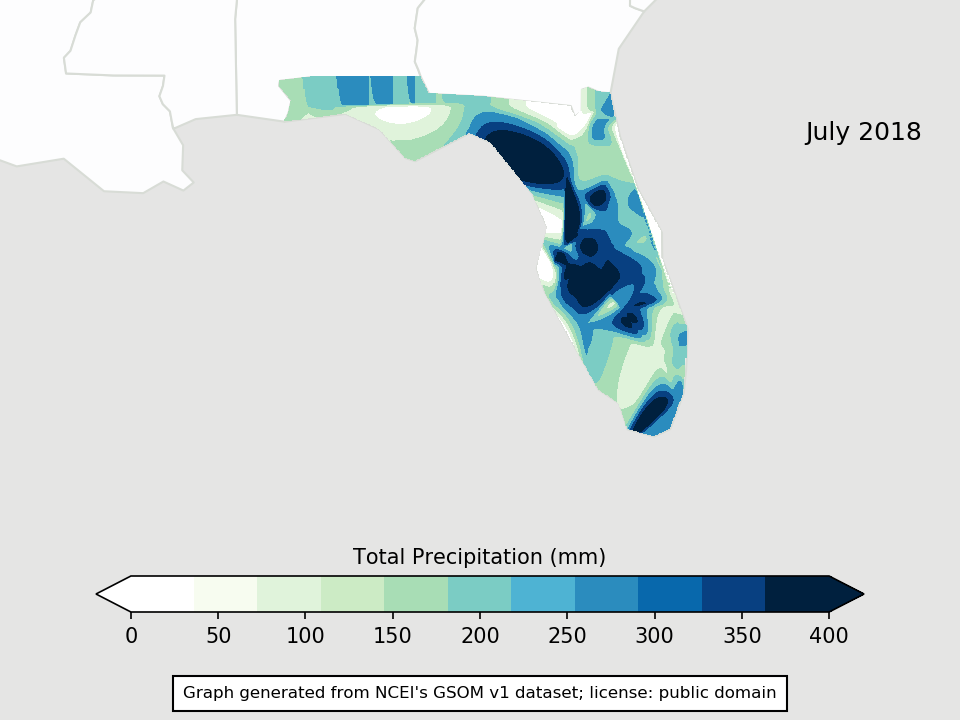 July 2018
Total Precipitation (mm)
0 50 100 150 200 250 300 350 400
Graph generated from NCEI's GSOM v1 dataset; license: public domain